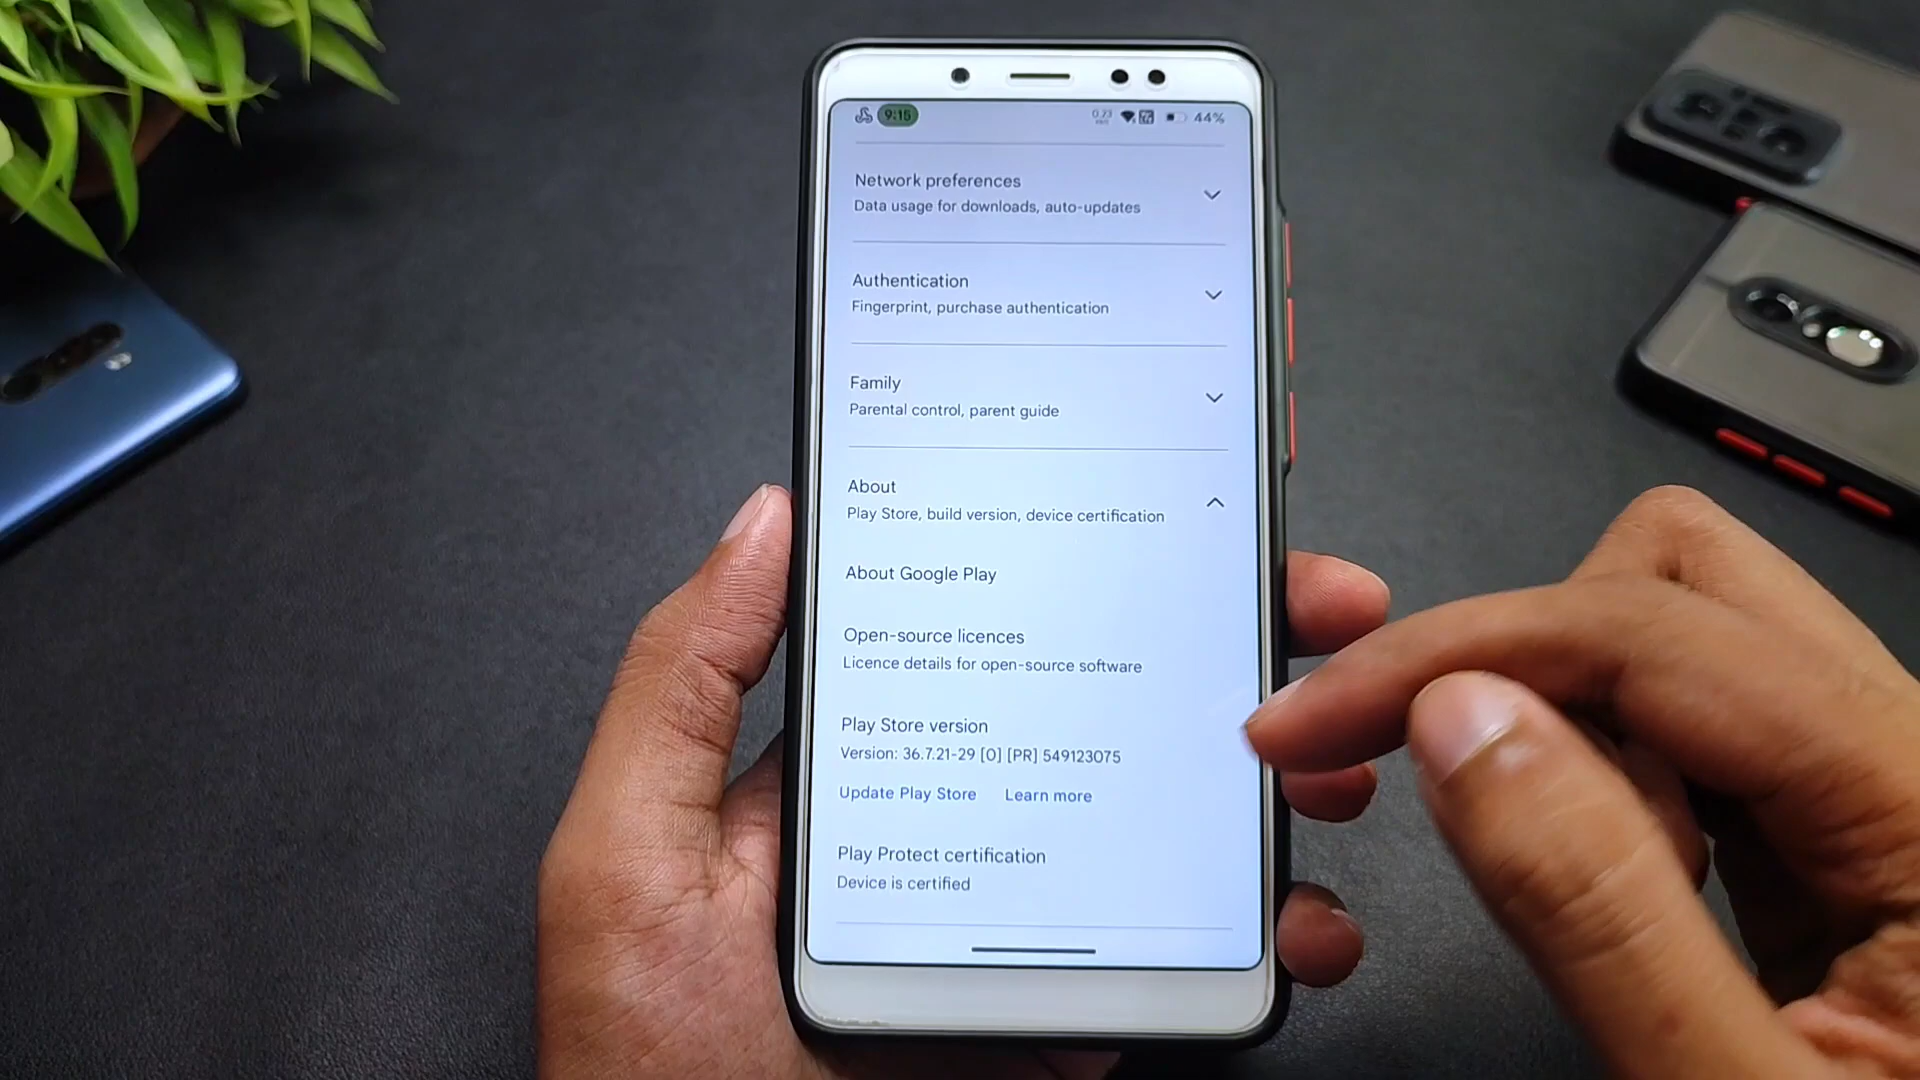 9:15 0.23 44%
Network preferences
Data usage for downloads, auto-updates
Authentication
Fingerprint, purchase authentication
Family
Parental control, parent guide
About
Play Store, build version, device certification
About Google Play
Open-source licences
Licence details for open-source software
Play Store version
Version: 36.7.21-29 [0] [PR] 549123075
Update Play Store Learn more
Play Protect certification
Device is certified